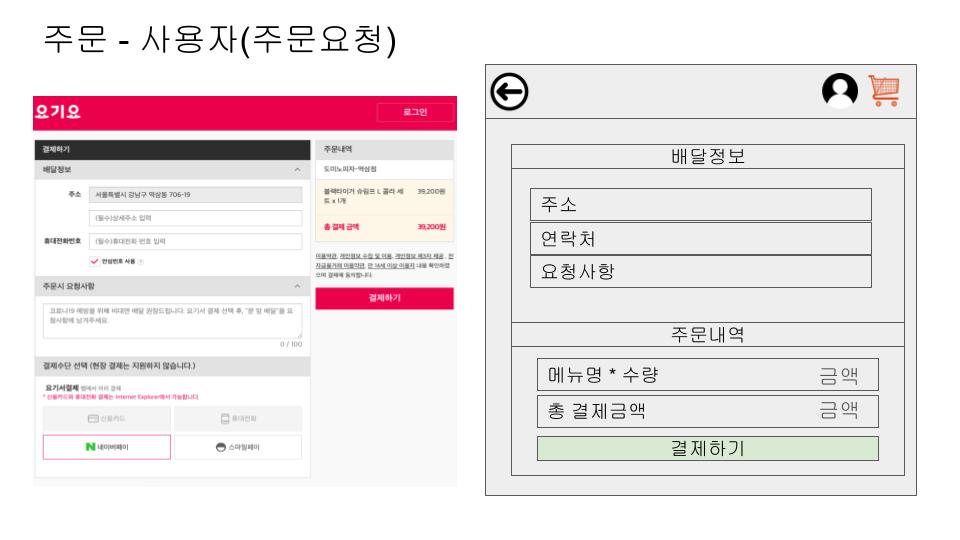 주문 - 사용자(주문요청)
요기요
로그인
결제하기
배달정보
주소
서울특별시 강남구 역삼동 706-19
(필수)상세주소 입력
휴대전화번호
(필수)휴대전화 번호 입력
안심번호 사용 ?
주문시 요청사항
코로나19 예방을 위해 비대면 배달 권장드립니다. 요기서 결제 선택 후, "문 앞 배달"을 요
청사항에 남겨주세요.
0 / 100
결제수단 선택 (현장 결제는 지원하지 않습니다.)
요기서결제 앱에서 미리 결제
* 신용카드와 휴대전화 결제는 Internet Explorer에서 가능합니다.
신용카드
휴대전화
N 네이버페이
스마일페이
주문내역
도미노피자-역삼점
블랙타이거 슈림프 L 콜라 세 39,200원
트 x 1개
총 결제 금액 39,200원
이용약관, 개인정보 수집 및 이용, 개인정보 제3자 제공, 전
자금융거래 이용약관, 만 14세 이상 이용자 내용 확인하였
으며 결제에 동의합니다.
결제하기
배달정보
주소
연락처
요청사항
주문내역
메뉴명 * 수량 금액
총 결제금액 금액
결제하기